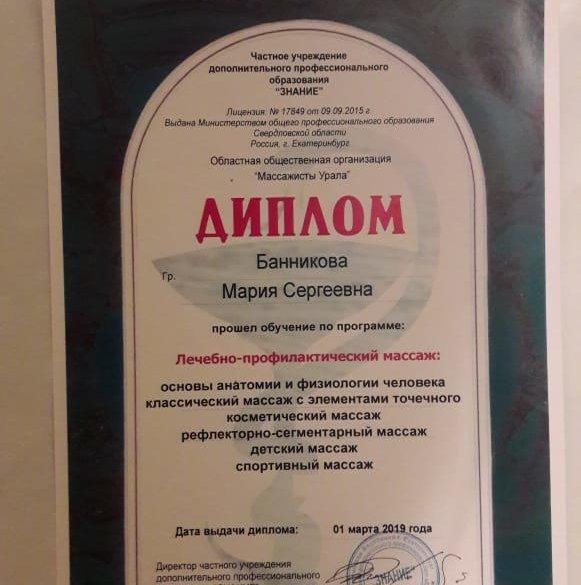 Частное учреждение
дополнительного профессионального
образования
"ЗНАНИЕ"
Лицензия. № 17849 от 09.09.2015 г
Выдана Министерством общего профессионального образования
Свердловской области
Россия, г. Екатеринбург
Областная общественная организация
"Массажисты Урала"
ДИПЛОМ
Банникова
Гр.
Мария Сергеевна
прошел обучение по программе:
Лечебно-профилактический массаж:
основы анатомии и физиологии человека
классический массаж с элементами точечного
косметический массаж
рефлекторно-сегментарный массаж
детский массаж
спортивный массаж
Дата выдачи диплома: 01 марта 2019 года
Директор частного учреждения
дополнительного профессионального
"ЗНАНИЕ"